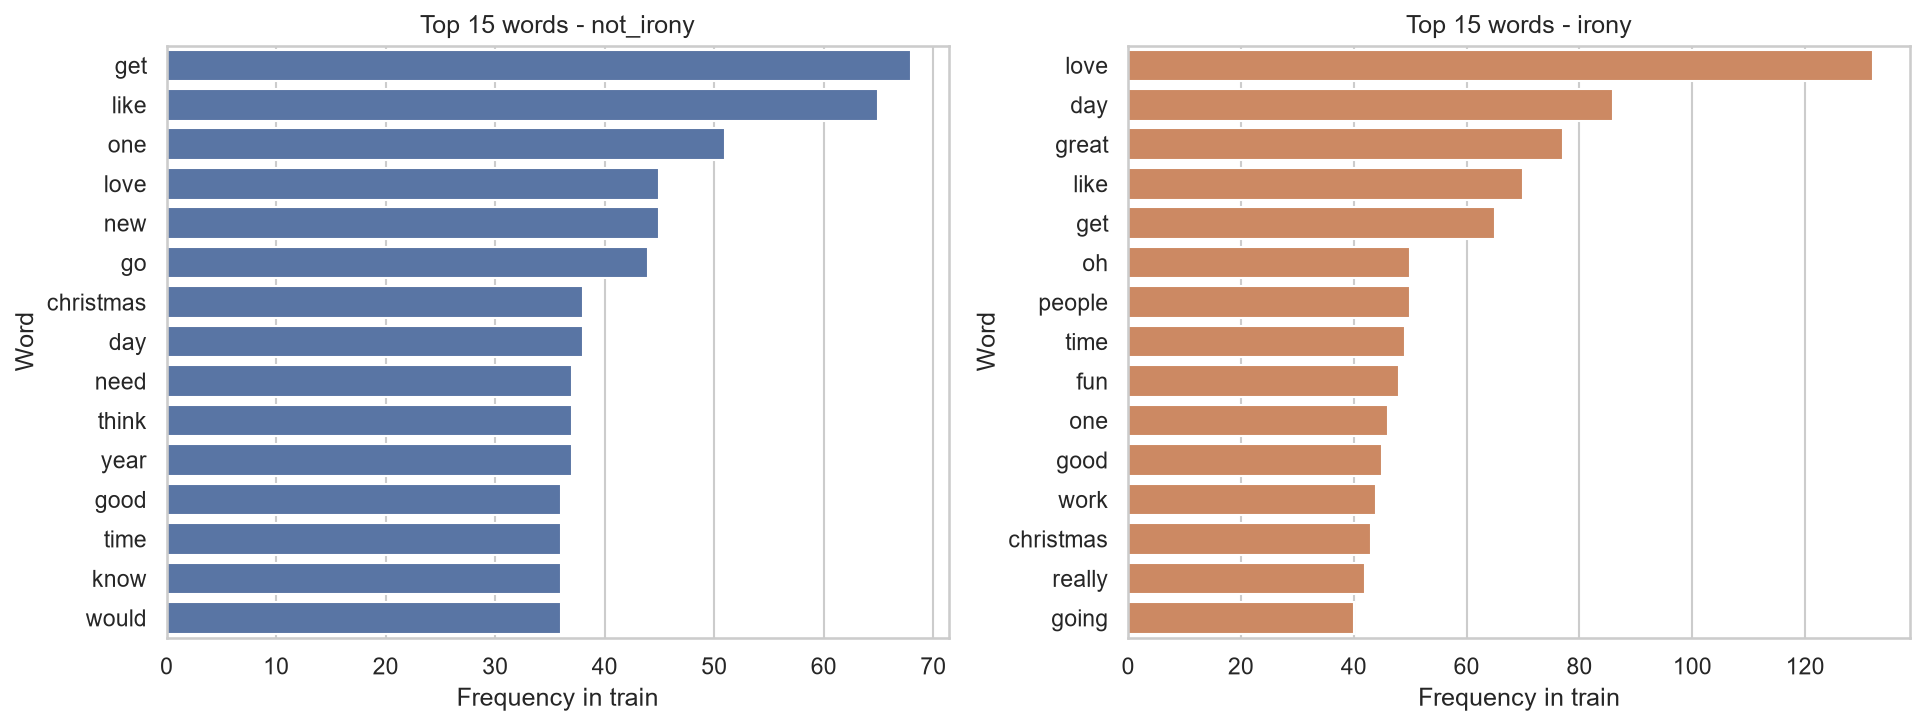 Top 15 words - not_irony
Word
get
like
one
love
new
go
christmas
day
need
think
year
good
time
know
would
0 10 20 30 40 50 60 70
Frequency in train
Top 15 words - irony
Word
love
day
great
like
get
oh
people
time
fun
one
good
work
christmas
really
going
0 20 40 60 80 100 120
Frequency in train